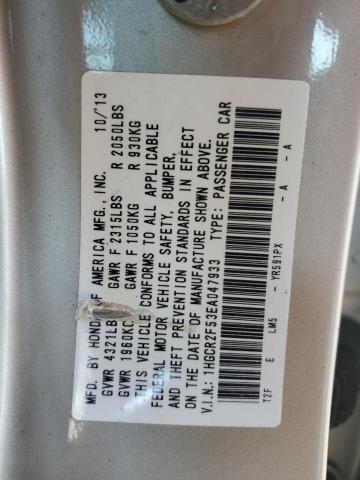 MFD. BY HONDA OF AMERICA MFG., INC. 10/13
GVWR 4321LB GAWR F 2315LBS R 2050LBS
GVWR 1960KG GAWR F 1050KG R 930KG
THIS VEHICLE CONFORMS TO ALL APPLICABLE
FEDERAL MOTOR VEHICLE SAFETY, BUMPER,
AND THEFT PREVENTION STANDARDS IN EFFECT
ON THE DATE OF MANUFACTURE SHOWN ABOVE.
V.I.N.: 1HGCR2F53EA047933 TYPE: PASSENGER CAR
YR591PX - A - A
T2F E LM5